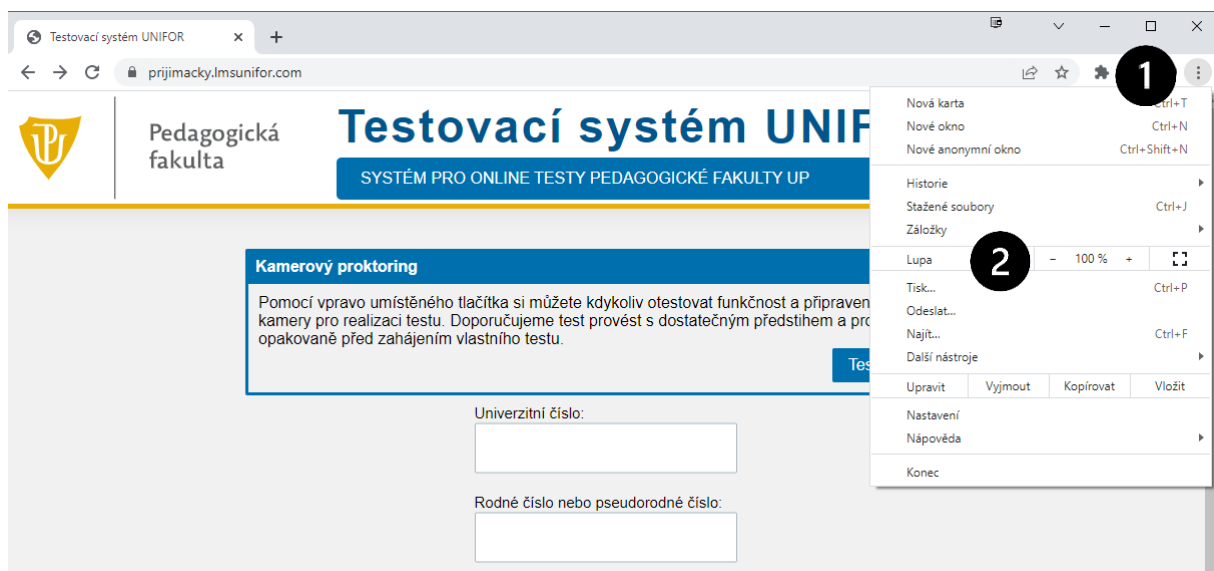 Testovací systém UNIFOR
prijimacky.lmsunifor.com
1
Pedagogická
fakulta
Testovací systém UNIF
SYSTÉM PRO ONLINE TESTY PEDAGOGICKÉ FAKULTY UP
Nová karta Ctrl+T
Nové okno Ctrl+N
Nové anonymní okno Ctrl+Shift+N
Historie
Stažené soubory Ctrl+J
Záložky
Lupa 2 - 100 % +
Tisk... Ctrl+P
Odeslat...
Najít... Ctrl+F
Další nástroje
Upravit Vyjmout Kopírovat Vložit
Nastavení
Nápověda
Konec
Kamerový proktoring
Pomocí vpravo umístěného tlačítka si můžete kdykoliv otestovat funkčnost a připraven
kamery pro realizaci testu. Doporučujeme test provést s dostatečným předstihem a pro
opakovaně před zahájením vlastního testu.
Tes
Univerzitní číslo:
Rodné číslo nebo pseudorodné číslo: